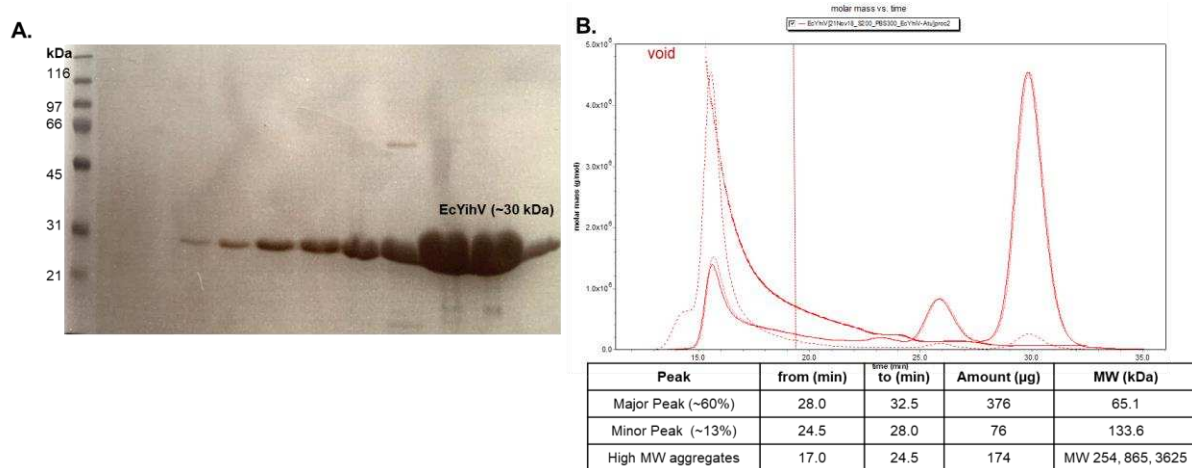 A.
kDa
116
97
66
45
31
21
EcYihV (~30 kDa)
B.
molar mass vs. time
void
5.0x10⁶
4.0x10⁶
3.0x10⁶
2.0x10⁶
1.0x10⁶
0.0
molar mass (g/mol)
15.0 20.0 25.0 30.0 35.0
time (min)
Peak from (min) to (min) Amount (µg) MW (kDa)
Major Peak (~60%) 28.0 32.5 376 65.1
Minor Peak (~13%) 24.5 28.0 76 133.6
High MW aggregates 17.0 24.5 174 MW 254, 865, 3625